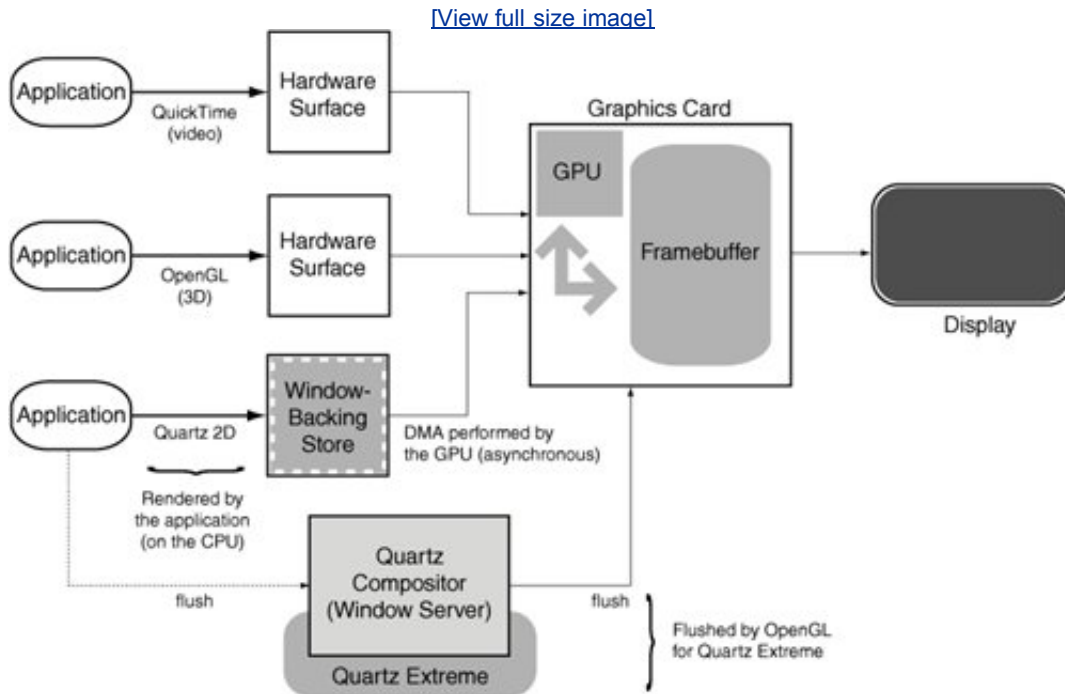 [View full size image]
Application
QuickTime
(video)
Hardware
Surface
Graphics Card
GPU
Framebuffer
Display
Application
OpenGL
(3D)
Hardware
Surface
Application
Quartz 2D
Window-
Backing
Store
DMA performed by
the GPU (asynchronous)
Rendered by
the application
(on the CPU)
flush
Quartz
Compositor
(Window Server)
flush
Quartz Extreme
Flushed by OpenGL
for Quartz Extreme